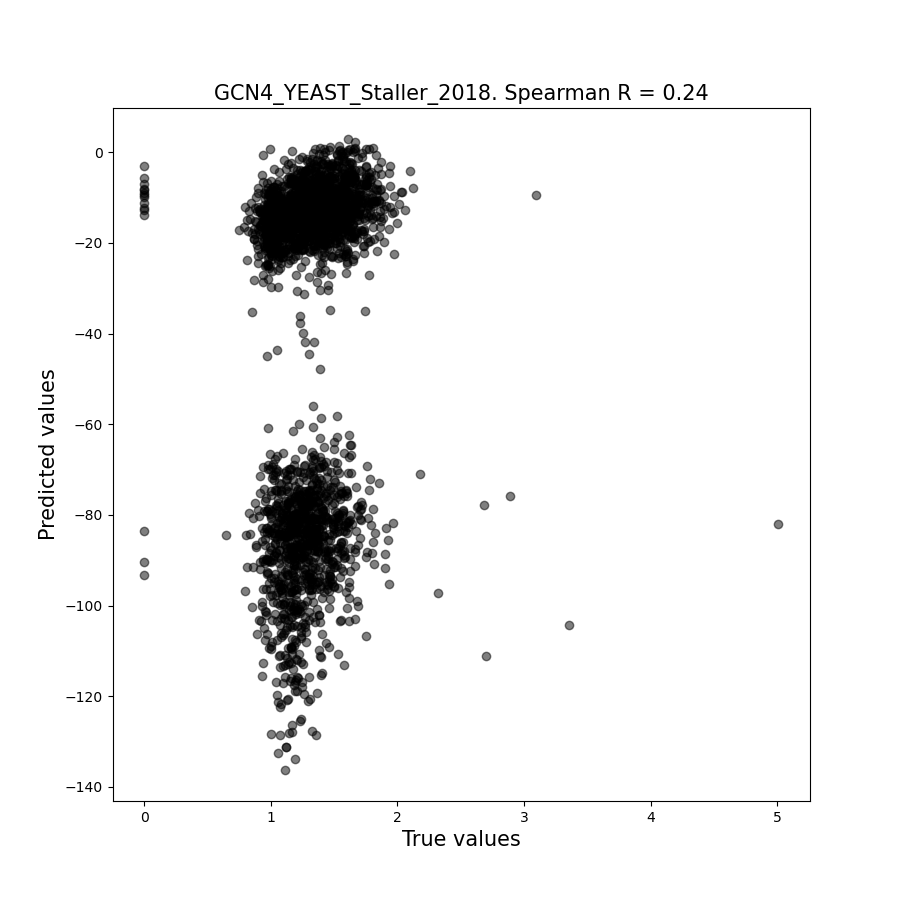 GCN4_YEAST_Staller_2018. Spearman R = 0.24
0
−20
−40
−60
−80
−100
−120
−140
Predicted values
0 1 2 3 4 5
True values